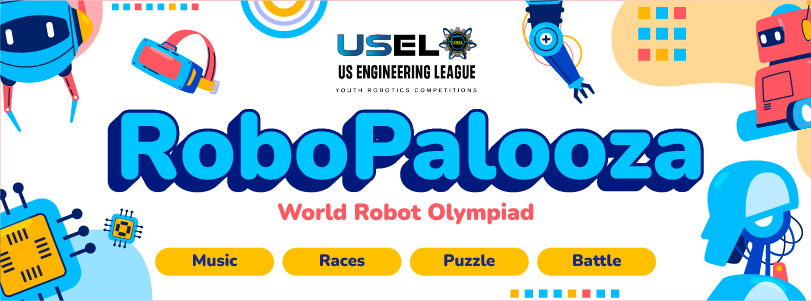 USEL
US ENGINEERING LEAGUE
YOUTH ROBOTICS COMPETITIONS
RoboPalooza
World Robot Olympiad
Music Races Puzzle Battle